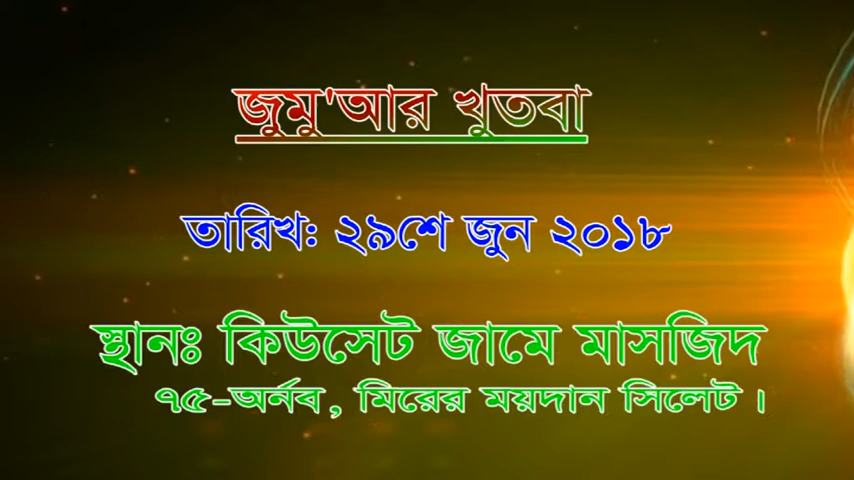 জুমু'আর খুতবা
তারিখ: ২৯শে জুন ২০১৮
স্থানঃ কিউসেট জামে মাসজিদ
৭৫-অর্নব, মিরের ময়দান সিলেট।